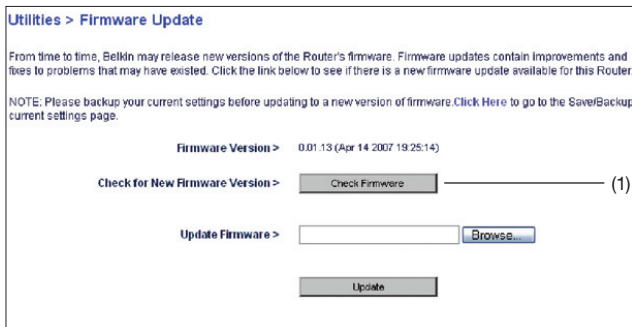 Utilities > Firmware Update
From time to time, Belkin may release new versions of the Router's firmware. Firmware updates contain improvements and
fixes to problems that may have existed. Click the link below to see if there is a new firmware update available for this Router.
NOTE: Please backup your current settings before updating to a new version of firmware.Click Here to go to the Save/Backup
current settings page.
Firmware Version > 0.01.13 (Apr 14 2007 19:25:14)
Check for New Firmware Version > Check Firmware (1)
Update Firmware > Browse...
Update